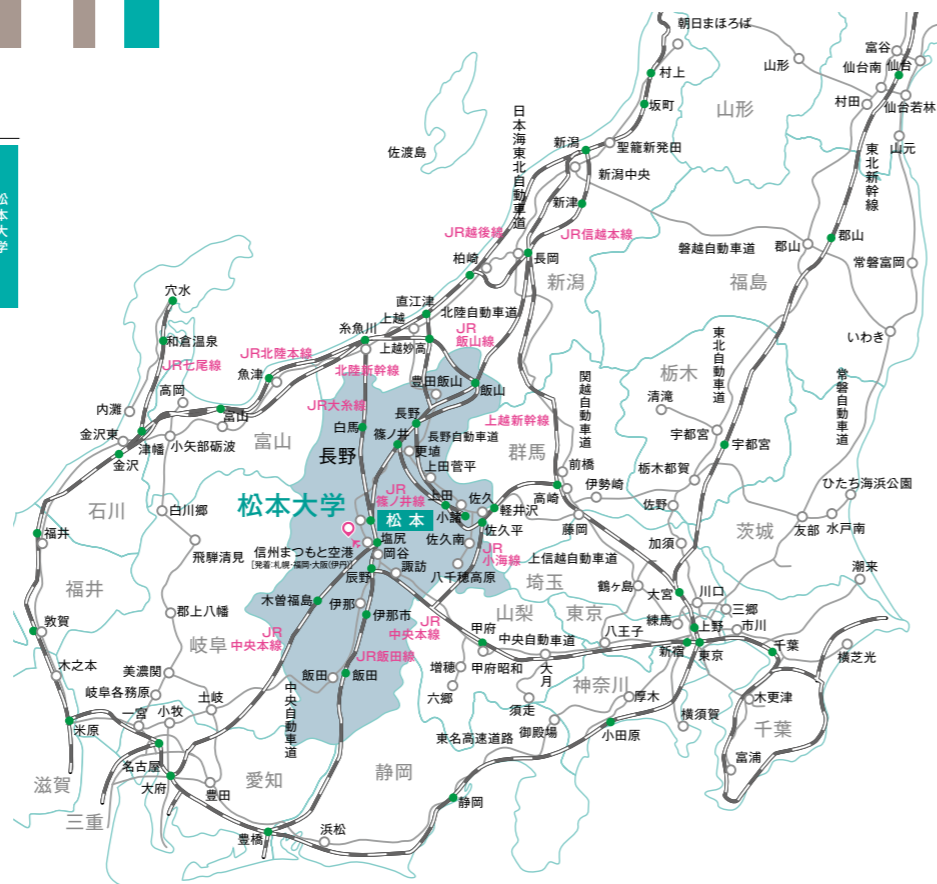 松本大学
朝日まほろば
富谷
山形
仙台南
仙台
村上
村田
仙台若林
坂町
山形
日本海東北自動車道
新潟
聖籠新発田
東北新幹線
山元
佐渡島
新潟中央
新津
JR越後線
JR信越本線
磐越自動車道
郡山
郡山
柏崎
長岡
常磐富岡
新潟
福島
穴水
直江津
上越
北陸自動車道
糸魚川
JR
飯山線
東北自動車道
いわき
和倉温泉
JR北陸本線
上越妙高
JR七尾線
魚津
北陸新幹線
栃木
関越自動車道
常磐自動車道
高岡
豊田飯山
飯山
清滝
内灘
富山
JR大糸線
長野
上越新幹線
金沢東
津幡
小矢部砺波
白馬
篠ノ井
長野自動車道
宇都宮
宇都宮
金沢
富山
長野
更埴
群馬
前橋
栃木都賀
上田菅平
伊勢崎
ひたち海浜公園
石川
松本大学
JR
篠ノ井線
上田
佐久
軽井沢
高崎
佐野
白川郷
松本
小諸
佐久平
藤岡
茨城
友部
水戸南
福井
塩尻
佐久南
加須
飛騨清見
信州まつもと空港
[発着:札幌・福岡・大阪(伊丹)]
岡谷
JR
小海線
上信越自動車道
福井
辰野
諏訪
八千穂高原
埼玉
鶴ヶ島
大宮
川口
潮来
木曽福島
伊那
伊那市
山梨
東京
三郷
敦賀
郡上八幡
岐阜
JR
中央本線
JR
中央本線
甲府
中央自動車道
八王子
練馬
上野
市川
新宿
東京
千葉
横芝光
木之本
美濃関
JR飯田線
増穂
甲府昭和
大月
岐阜各務原
飯田
飯田
六郷
神奈川
厚木
木更津
土岐
中央自動車道
須走
横須賀
一宮
小牧
米原
東名高速道路
御殿場
小田原
千葉
名古屋
富浦
滋賀
大府
豊田
愛知
静岡
静岡
三重
豊橋
浜松